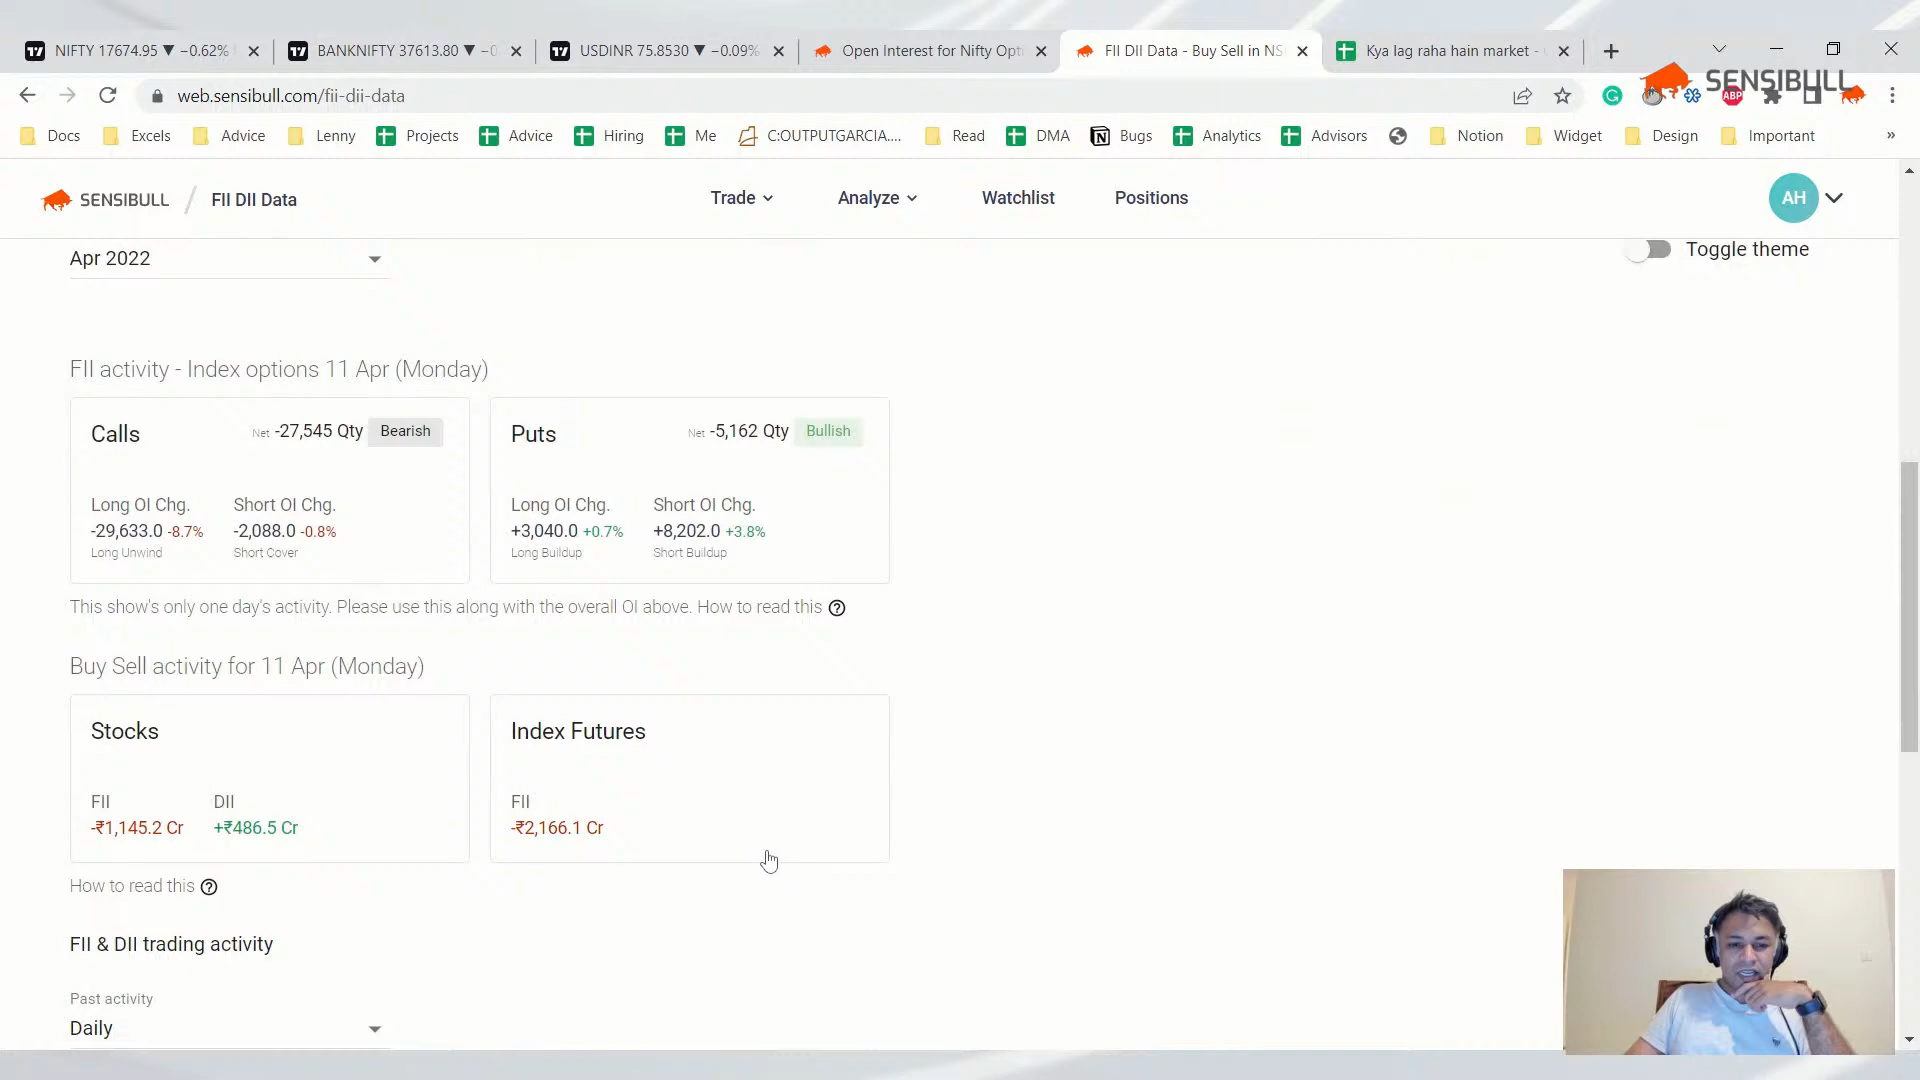 NIFTY 17674.95 ▼ −0.62%
BANKNIFTY 37613.80 ▼ −0
USDINR 75.8530 ▼ −0.09%
Open Interest for Nifty Opti
FII DII Data - Buy Sell in NS
Kya lag raha hain market -
web.sensibull.com/fii-dii-data
ABP
SENSIBULL
Docs
Excels
Advice
Lenny
Projects
Advice
Hiring
Me
C:OUTPUTGARCIA....
Read
DMA
Bugs
Analytics
Advisors
Notion
Widget
Design
Important
»
SENSIBULL / FII DII Data
Trade
Analyze
Watchlist
Positions
AH
Apr 2022
Toggle theme
FII activity - Index options 11 Apr (Monday)
Calls
Net -27,545 Qty Bearish
Long OI Chg.
Short OI Chg.
-29,633.0 -8.7%
-2,088.0 -0.8%
Long Unwind
Short Cover
Puts
Net -5,162 Qty Bullish
Long OI Chg.
Short OI Chg.
+3,040.0 +0.7%
+8,202.0 +3.8%
Long Buildup
Short Buildup
This show's only one day's activity. Please use this along with the overall OI above. How to read this ?
Buy Sell activity for 11 Apr (Monday)
Stocks
FII
DII
-₹1,145.2 Cr
+₹486.5 Cr
Index Futures
FII
-₹2,166.1 Cr
How to read this ?
FII & DII trading activity
Past activity
Daily